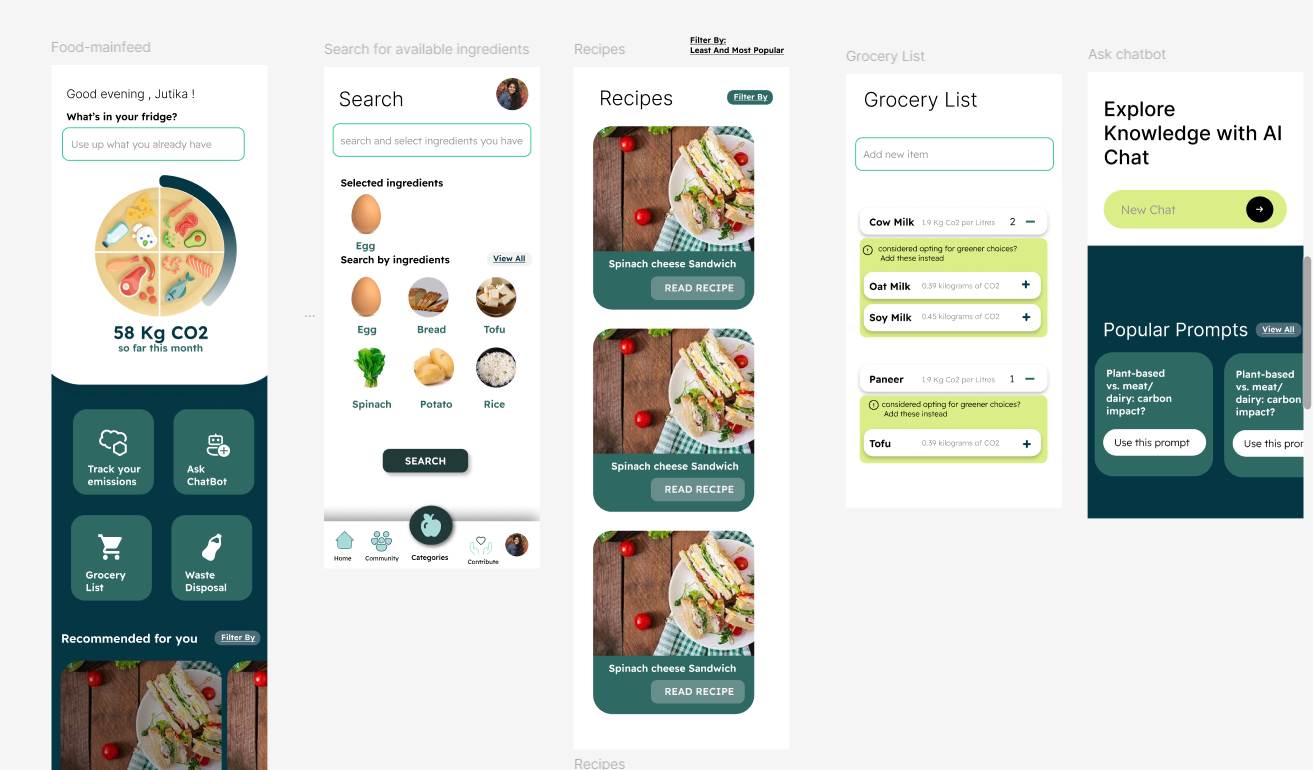 Food-mainfeed
Good evening , Jutika !
What's in your fridge?
Use up what you already have
58 Kg CO2
so far this month
Track your
emissions
Ask
ChatBot
Grocery
List
Waste
Disposal
Recommended for you
Filter By
Search for available ingredients
Search
search and select ingredients you have
Selected ingredients
Egg
Search by ingredients
View All
Egg
Bread
Tofu
Spinach
Potato
Rice
SEARCH
Home
Community
Categories
Contribute
Recipes
Filter By:
Least And Most Popular
Recipes
Filter By
Spinach cheese Sandwich
READ RECIPE
Spinach cheese Sandwich
READ RECIPE
Spinach cheese Sandwich
READ RECIPE
Recipes
Grocery List
Grocery List
Add new item
Cow Milk 1.9 Kg Co2 per Litres 2
considered opting for greener choices?
Add these instead
Oat Milk 0.39 kilograms of CO2
Soy Milk 0.45 kilograms of CO2
Paneer 1.9 Kg Co2 per Litres 1
considered opting for greener choices?
Add these instead
Tofu 0.39 kilograms of CO2
Ask chatbot
Explore
Knowledge with AI
Chat
New Chat
Popular Prompts
View All
Plant-based
vs. meat/
dairy: carbon
impact?
Use this prompt
Plant-based
vs. meat/
dairy: carbon
impact?
Use this pror